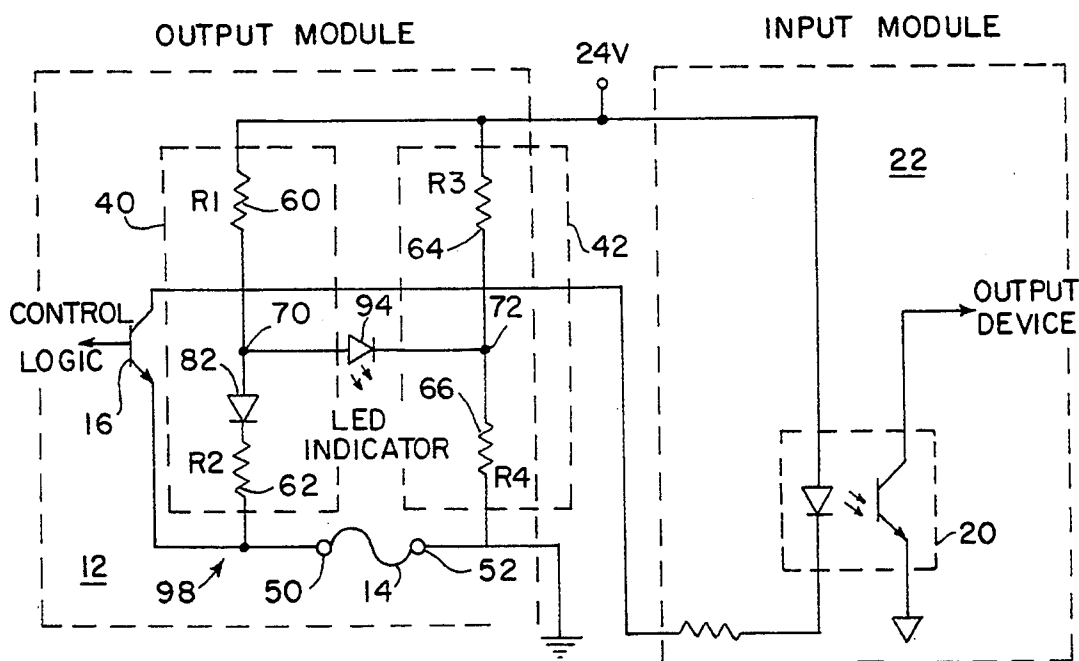 OUTPUT MODULE
INPUT MODULE
24V
22
R1
60
R3
64
40
42
CONTROL
LOGIC
OUTPUT
DEVICE
70
94
72
82
16
LED
INDICATOR
66
R2
62
R4
20
12
98
50
14
52